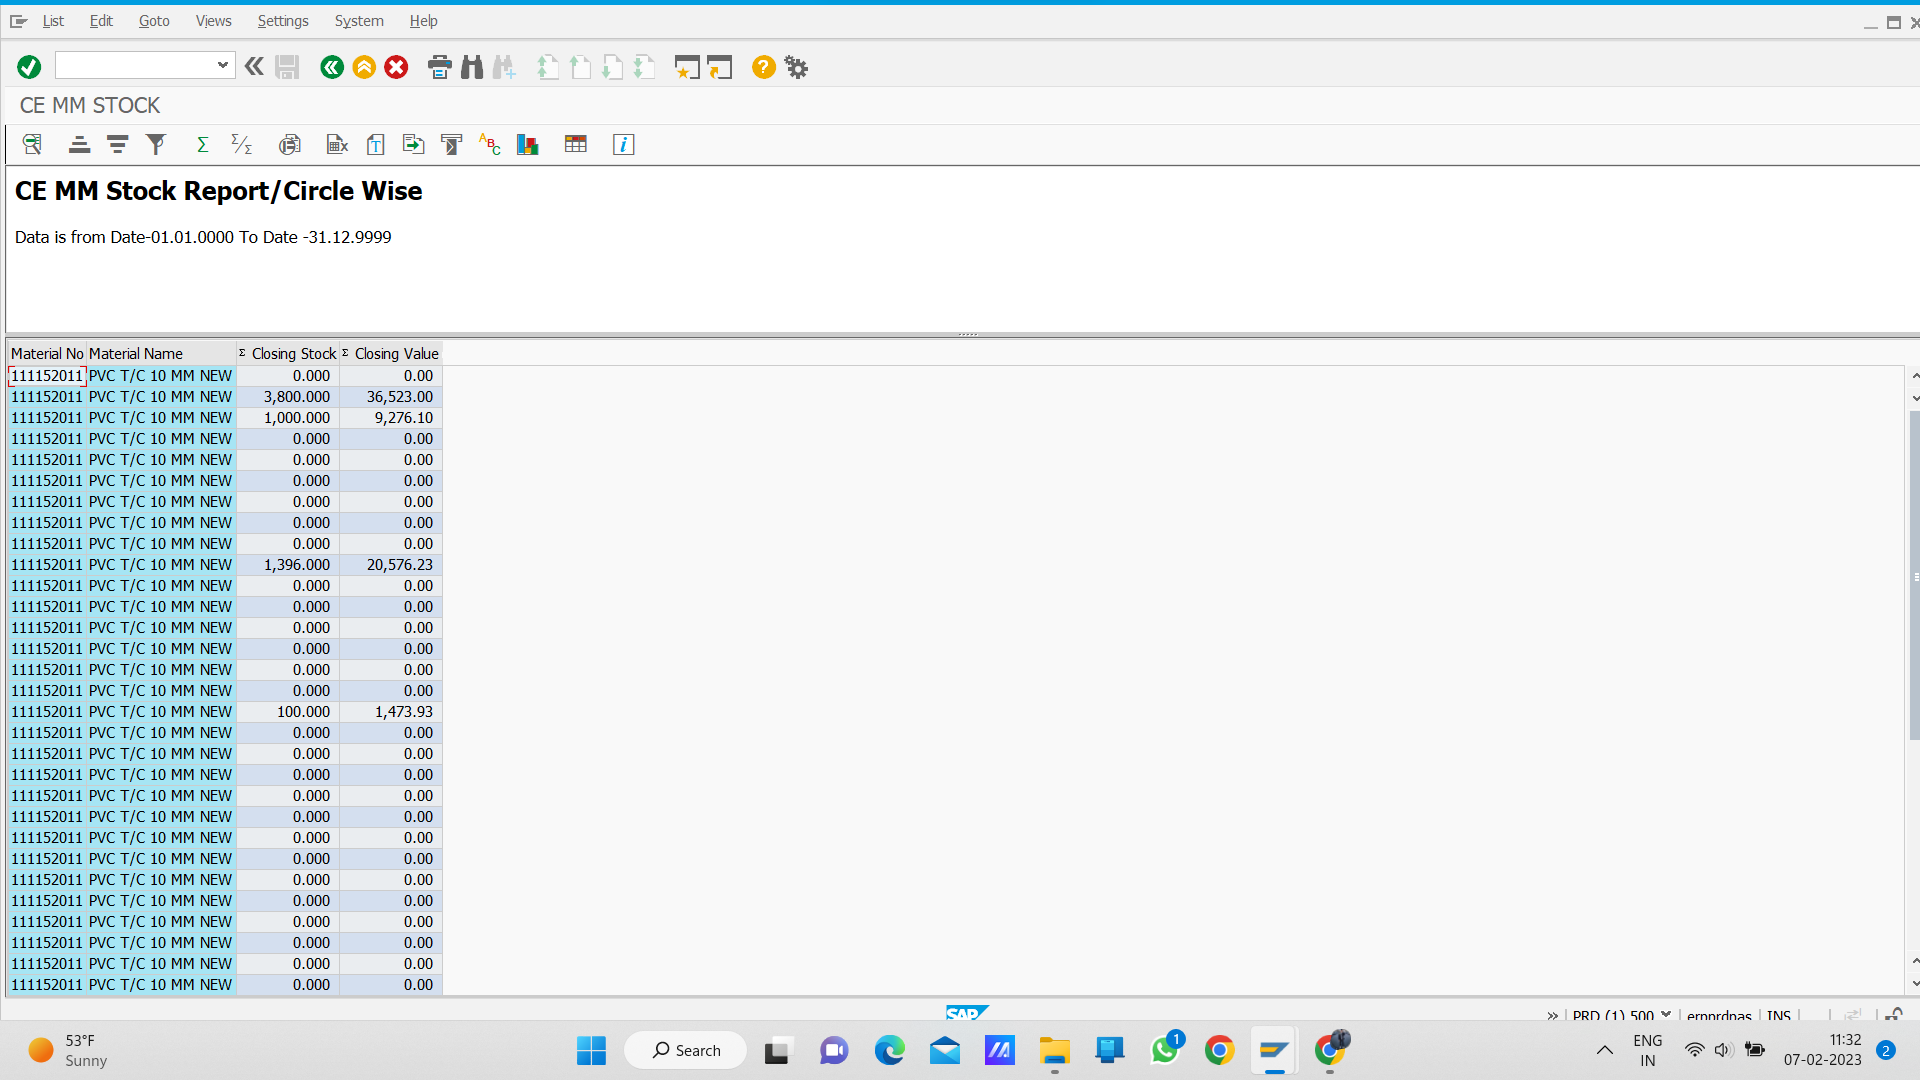 List Edit Goto Views Settings System Help
CE MM STOCK
CE MM Stock Report/Circle Wise
Data is from Date-01.01.0000 To Date -31.12.9999
Material No Material Name Σ Closing Stock Σ Closing Value
111152011 PVC T/C 10 MM NEW 0.000 0.00
111152011 PVC T/C 10 MM NEW 3,800.000 36,523.00
111152011 PVC T/C 10 MM NEW 1,000.000 9,276.10
111152011 PVC T/C 10 MM NEW 0.000 0.00
111152011 PVC T/C 10 MM NEW 0.000 0.00
111152011 PVC T/C 10 MM NEW 0.000 0.00
111152011 PVC T/C 10 MM NEW 0.000 0.00
111152011 PVC T/C 10 MM NEW 0.000 0.00
111152011 PVC T/C 10 MM NEW 0.000 0.00
111152011 PVC T/C 10 MM NEW 1,396.000 20,576.23
111152011 PVC T/C 10 MM NEW 0.000 0.00
111152011 PVC T/C 10 MM NEW 0.000 0.00
111152011 PVC T/C 10 MM NEW 0.000 0.00
111152011 PVC T/C 10 MM NEW 0.000 0.00
111152011 PVC T/C 10 MM NEW 0.000 0.00
111152011 PVC T/C 10 MM NEW 0.000 0.00
111152011 PVC T/C 10 MM NEW 100.000 1,473.93
111152011 PVC T/C 10 MM NEW 0.000 0.00
111152011 PVC T/C 10 MM NEW 0.000 0.00
111152011 PVC T/C 10 MM NEW 0.000 0.00
111152011 PVC T/C 10 MM NEW 0.000 0.00
111152011 PVC T/C 10 MM NEW 0.000 0.00
111152011 PVC T/C 10 MM NEW 0.000 0.00
111152011 PVC T/C 10 MM NEW 0.000 0.00
111152011 PVC T/C 10 MM NEW 0.000 0.00
111152011 PVC T/C 10 MM NEW 0.000 0.00
111152011 PVC T/C 10 MM NEW 0.000 0.00
111152011 PVC T/C 10 MM NEW 0.000 0.00
111152011 PVC T/C 10 MM NEW 0.000 0.00
111152011 PVC T/C 10 MM NEW 0.000 0.00
SAP
PRD (1) 500 erpprdpas INS
53°F
Sunny
Search
1
ENG
IN
11:32
07-02-2023
2